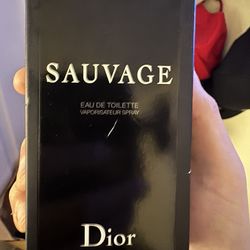 SAUVAGE
EAU DE TOILETTE
VAPORISATEUR SPRAY
Dior